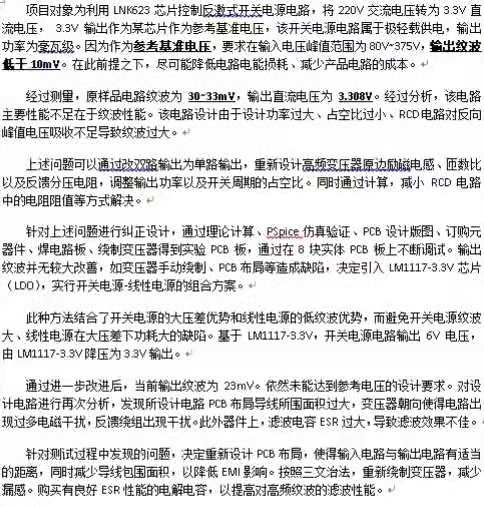 项目对象为利用 LNK623 芯片控制反激式开关电源电路，将 220V 交流电压转为 3.3V 直
流电压， 3.3V 输出作为某芯片作为参考基准电压，该开关电源电路属于极轻载供电，输出
功率为毫瓦级。因为作为参考基准电压，要求在输入电压峰值范围为 80V~375V，输出纹波
低于 10mV。在此前提之下，尽可能降低电路电能损耗、减少产品电路的成本。
经过测量，原样品电路纹波为 30~33mV，输出直流电压为 3.308V。经过分析，该电路
主要性能不足在于纹波性能。该电路设计由于设计功率过大、占空比过小、RCD 电路对反向
峰值电压吸收不足导致纹波过大。
上述问题可以通过改双路输出为单路输出，重新设计高频变压器原边励磁电感、匝数比
以及反馈分压电阻，调整输出功率以及开关周期的占空比。同时通过计算，减小 RCD 电路
中的电阻阻值等方式解决。
针对上述问题进行纠正设计，通过理论计算、PSpice 仿真验证、PCB 设计版图、订购元
器件、焊电路板、绕制变压器得到实验 PCB 板，通过在 8 块实体 PCB 板上不断调试。输出
纹波并无较大改善，如变压器手动绕制、PCB 布局等造成缺陷，决定引入 LM1117-3.3V 芯片
（LDO），实行开关电源-线性电源的组合方案。
此种方法结合了开关电源的大压差优势和线性电源的低纹波优势，而避免开关电源纹波
大、线性电源在大压差下功耗大的缺陷。基于 LM1117-3.3V，开关电源电路输出 6V 电压，
由 LM1117-3.3V 降压为 3.3V 输出。
通过进一步改进后，当前输出纹波为 23mV。依然未能达到参考电压的设计要求。对设
计电路进行再次分析，发现所设计电路 PCB 布局导线所围面积过大，变压器朝向使得电路出
现过多电磁干扰，反馈绕组出现干扰。此外器件上，滤波电容 ESR 过大，导致滤波效果不佳。
针对测试过程中发现的问题，决定重新设计 PCB 布局，使得输入电路与输出电路有适当
的距离，同时减少导线包围面积，以降低 EMI 影响。按照三文治法，重新绕制变压器，减少
漏感。购买有良好 ESR 性能的电解电容，以提高对高频纹波的滤波性能。